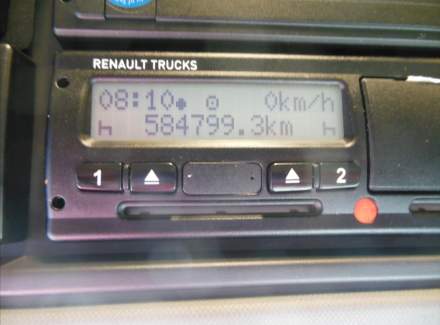 RENAULT TRUCKS
08:10 0km/h
584799.3km
1 2